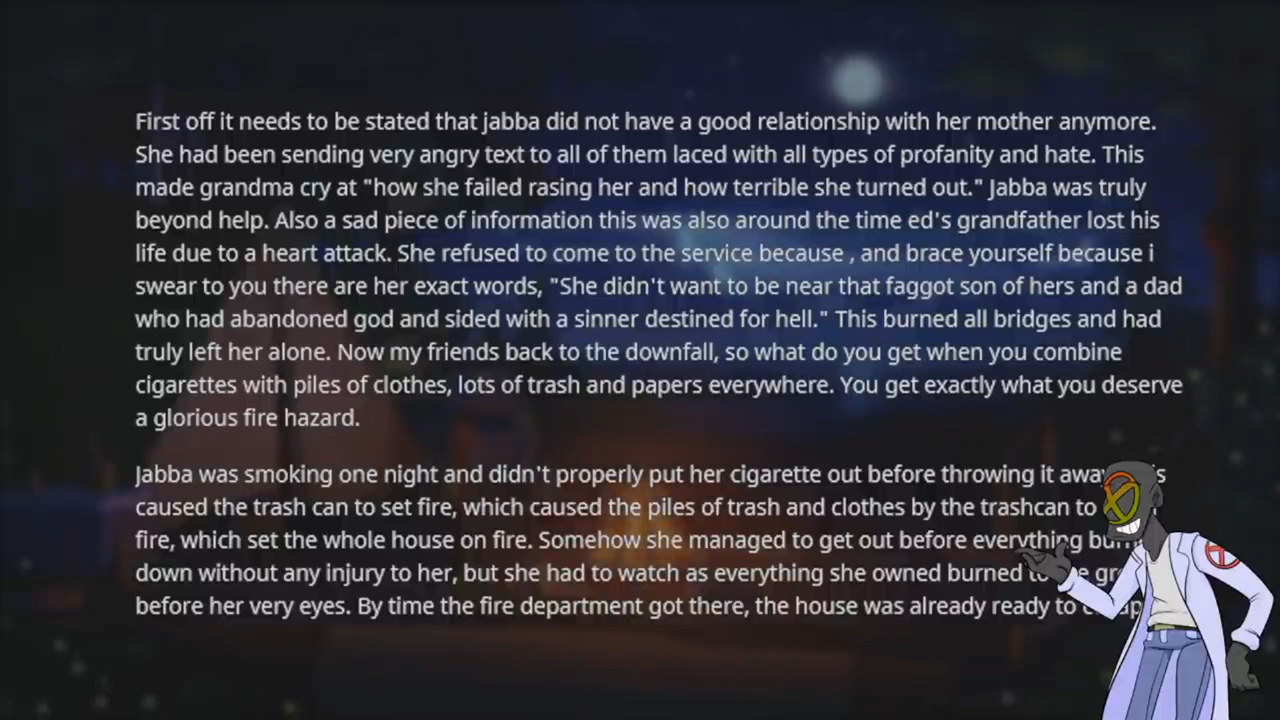 First off it needs to be stated that jabba did not have a good relationship with her mother anymore.
She had been sending very angry text to all of them laced with all types of profanity and hate. This
made grandma cry at "how she failed rasing her and how terrible she turned out." Jabba was truly
beyond help. Also a sad piece of information this was also around the time ed's grandfather lost his
life due to a heart attack. She refused to come to the service because , and brace yourself because i
swear to you there are her exact words, "She didn't want to be near that faggot son of hers and a dad
who had abandoned god and sided with a sinner destined for hell." This burned all bridges and had
truly left her alone. Now my friends back to the downfall, so what do you get when you combine
cigarettes with piles of clothes, lots of trash and papers everywhere. You get exactly what you deserve
a glorious fire hazard.
Jabba was smoking one night and didn't properly put her cigarette out before throwing it
caused the trash can to set fire, which caused the piles of trash and clothes by the trashcan to
fire, which set the whole house on fire. Somehow she managed to get out before everything
down without any injury to her, but she had to watch as everything she owned burned
before her very eyes. By time the fire department got there, the house was already ready to